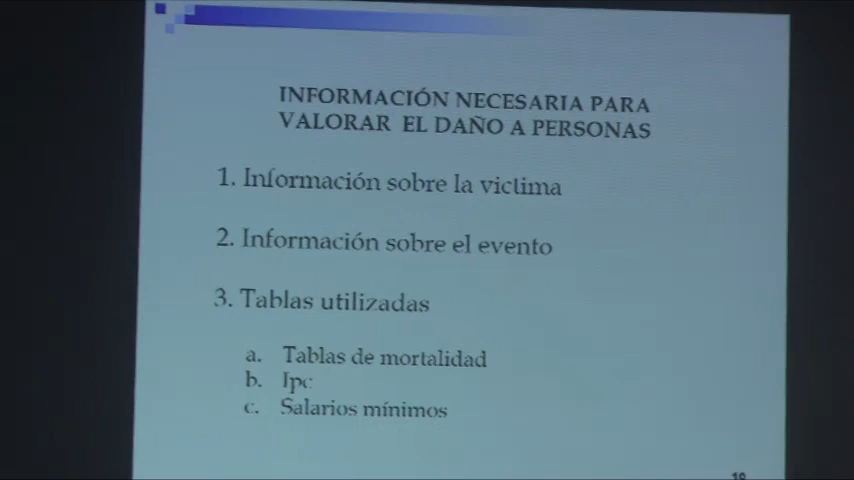 INFORMACIÓN NECESARIA PARA
VALORAR EL DAÑO A PERSONAS
1. Información sobre la victima
2. Información sobre el evento
3. Tablas utilizadas
a. Tablas de mortalidad
b. Ipc
c. Salarios mínimos